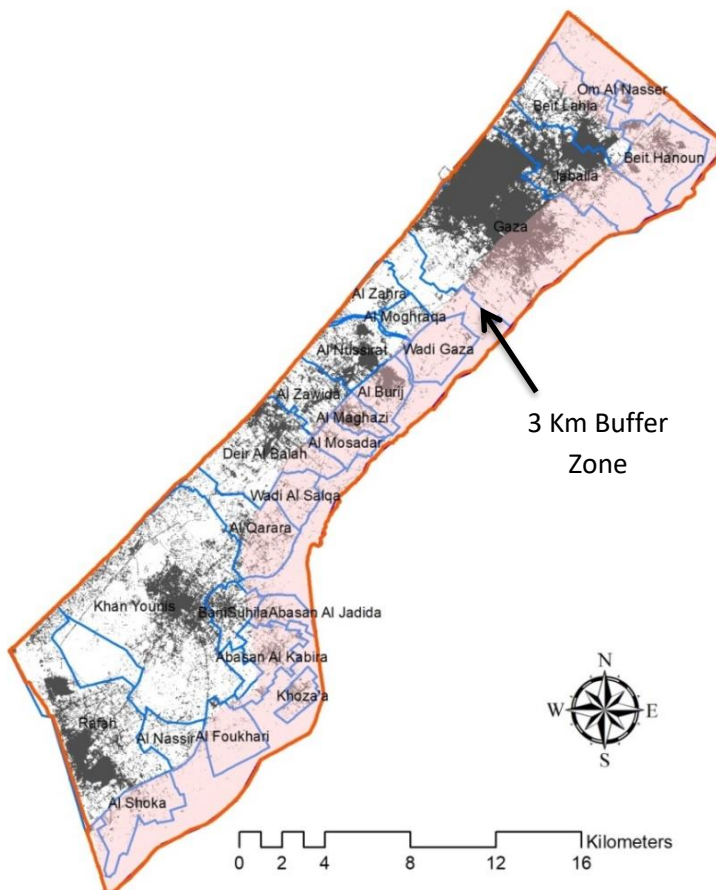 Om Al Nasser
Beit Lahia
Beit Hanoun
Jabalia
Gaza
Al Zahra
Al Moghraqa
Al Nussirat
Wadi Gaza
Al Burij
Al Zawida
Al Maghazi
Al Mosadar
Deir Al Balah
3 Km Buffer
Zone
Wadi Al Salqa
Al Qarara
Khan Younis
Bani Suhila
Abasan Al Jadida
Abasan Al Kabira
Khoza'a
Rafah
Al Nassir
Al Foukhari
Al Shoka
N
W
E
S
Kilometers
0 2 4 8 12 16